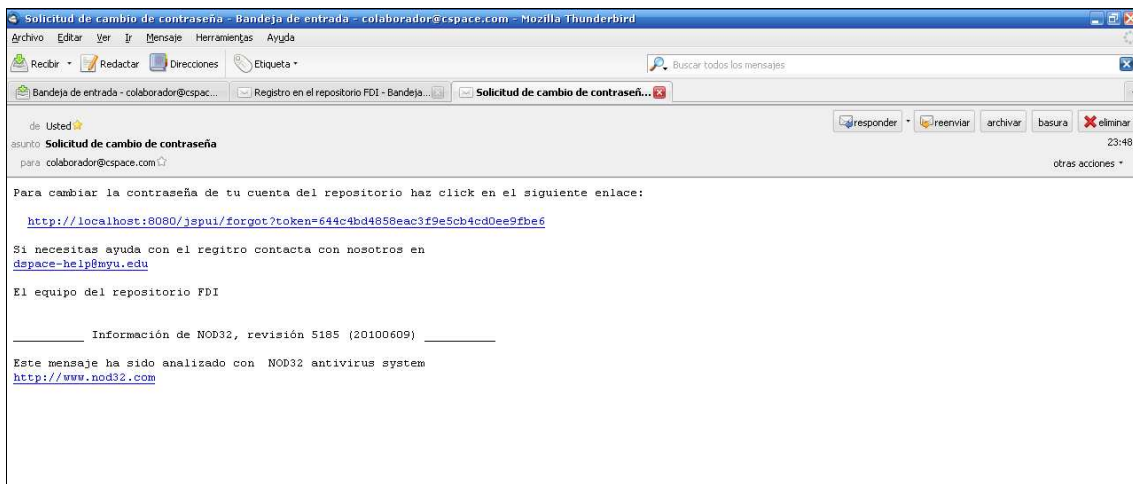 Solicitud de cambio de contraseña - Bandeja de entrada - colaborador@cspace.com - Mozilla Thunderbird
Archivo Editar Ver Ir Mensaje Herramientas Ayuda
Recibir Redactar Direcciones Etiqueta Buscar todos los mensajes
Bandeja de entrada - colaborador@cspac... Registro en el repositorio FDI - Bandeja... Solicitud de cambio de contraseñ...
de Usted responder reenviar archivar basura eliminar
asunto Solicitud de cambio de contraseña 23:48
para colaborador@cspace.com otras acciones
Para cambiar la contraseña de tu cuenta del repositorio haz click en el siguiente enlace:
http://localhost:8080/jspui/forgot?token=644c4bd4858eac3f9e5cb4cd0ee9fbe6
Si necesitas ayuda con el regitro contacta con nosotros en
dspace-help@myu.edu
El equipo del repositorio FDI
__________ Información de NOD32, revisión 5185 (20100609) __________
Este mensaje ha sido analizado con NOD32 antivirus system
http://www.nod32.com